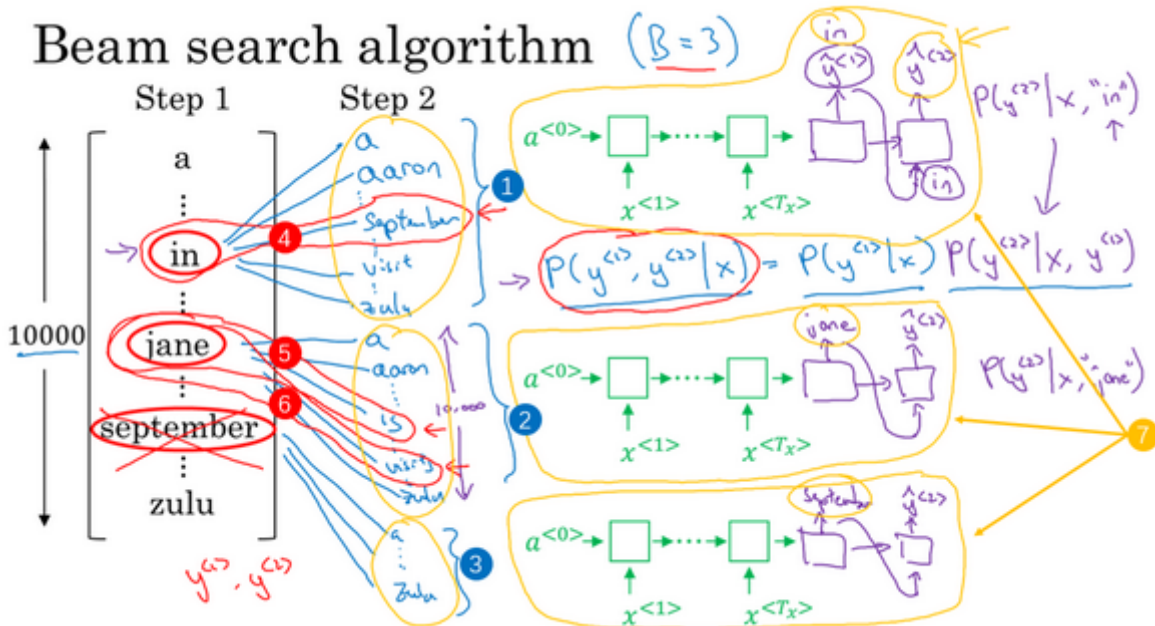 Beam search algorithm (B = 3)
Step 1 Step 2
10000
a
⋮
in
⋮
jane
⋮
september
⋮
zulu
y<1>, y<2>
a
aaron
⋮
September
⋮
visit
⋮
zulu
1
4
a
aaron
⋮
is
⋮
visits
zulu
10,000
2
5
6
a
⋮
zulu
3
in
ŷ<1> ŷ<2>
a<0> ⋯
x<1> x<Tx>
in
P(y<2>|x, "in")
P(y<1>, y<2>|x) = P(y<1>|x) P(y<2>|x, y<1>)
jane ŷ<2>
a<0> ⋯
x<1> x<Tx>
P(y<2>|x, "jane")
7
September ŷ<2>
a<0> ⋯
x<1> x<Tx>